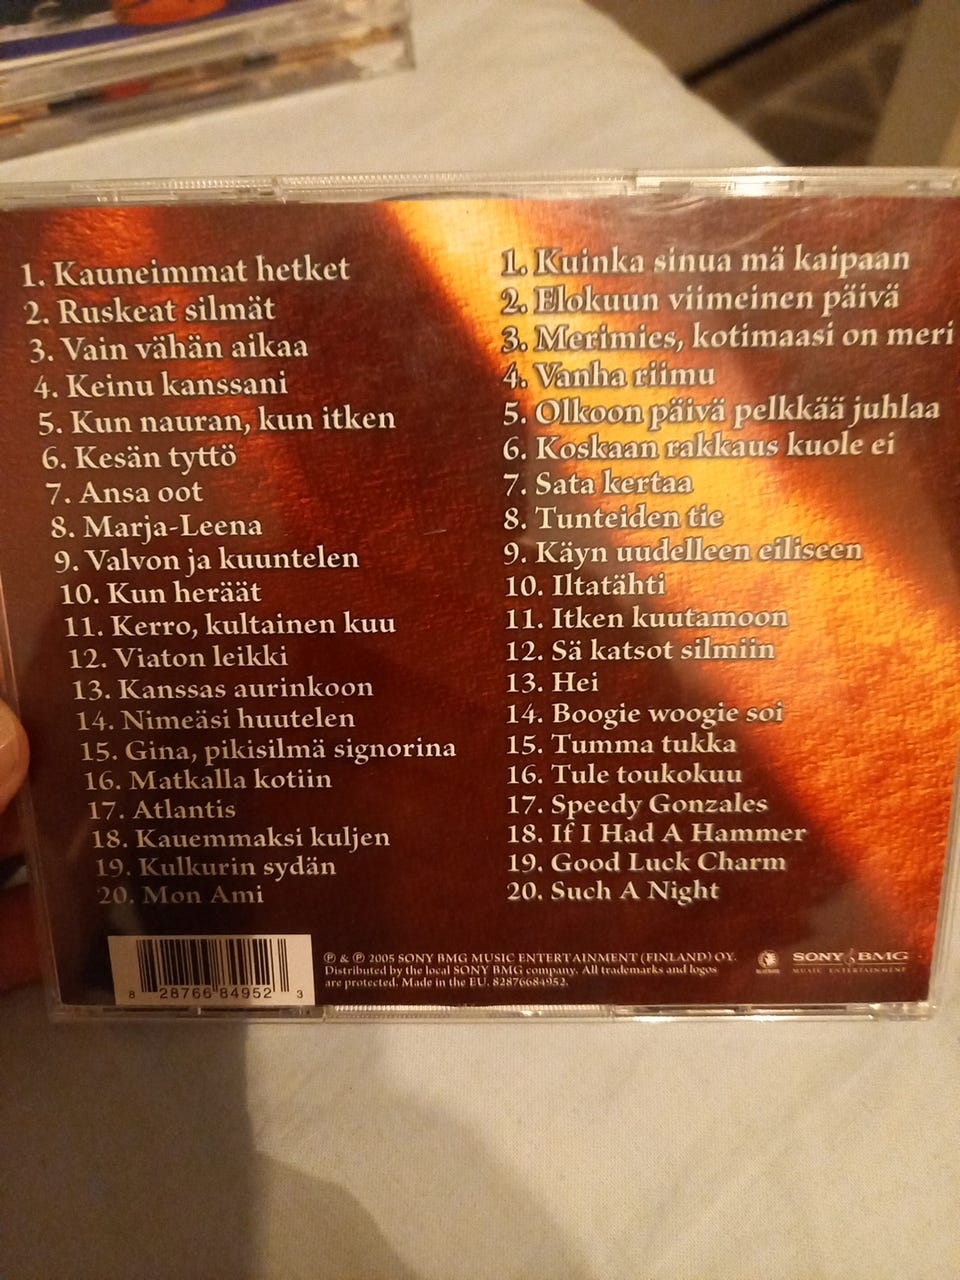 1. Kauneimmat hetket
2. Ruskeat silmät
3. Vain vähän aikaa
4. Keinu kanssani
5. Kun nauran, kun itken
6. Kesän tyttö
7. Ansa oot
8. Marja-Leena
9. Valvon ja kuuntelen
10. Kun heräät
11. Kerro, kultainen kuu
12. Viaton leikki
13. Kanssas aurinkoon
14. Nimeäsi huutelen
15. Gina, pikisilmä signorina
16. Matkalla kotiin
17. Atlantis
18. Kauemmaksi kuljen
19. Kulkurin sydän
20. Mon Ami
1. Kuinka sinua mä kaipaan
2. Elokuun viimeinen päivä
3. Merimies, kotimaasi on meri
4. Vanha riimu
5. Olkoon päivä pelkkää juhlaa
6. Koskaan rakkaus kuole ei
7. Sata kertaa
8. Tunteiden tie
9. Käyn uudelleen eiliseen
10. Iltatähti
11. Itken kuutamoon
12. Sä katsot silmiin
13. Hei
14. Boogie woogie soi
15. Tumma tukka
16. Tule toukokuu
17. Speedy Gonzales
18. If I Had A Hammer
19. Good Luck Charm
20. Such A Night
8 28766 84952 3
℗ & ℗ 2005 SONY BMG MUSIC ENTERTAINMENT (FINLAND) OY.
Distributed by the local SONY BMG company. All trademarks and logos
are protected. Made in the EU. 82876684952.
SONY BMG
MUSIC ENTERTAINMENT